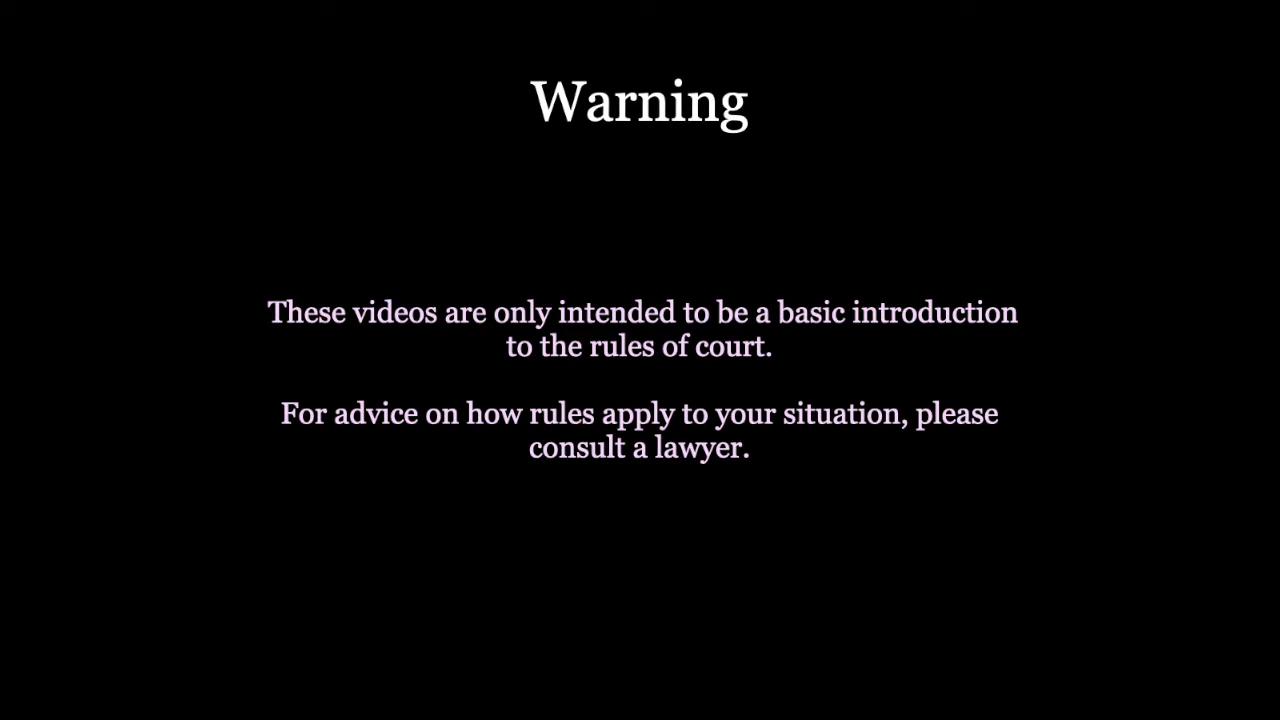 Warning
These videos are only intended to be a basic introduction
to the rules of court.
For advice on how rules apply to your situation, please
consult a lawyer.